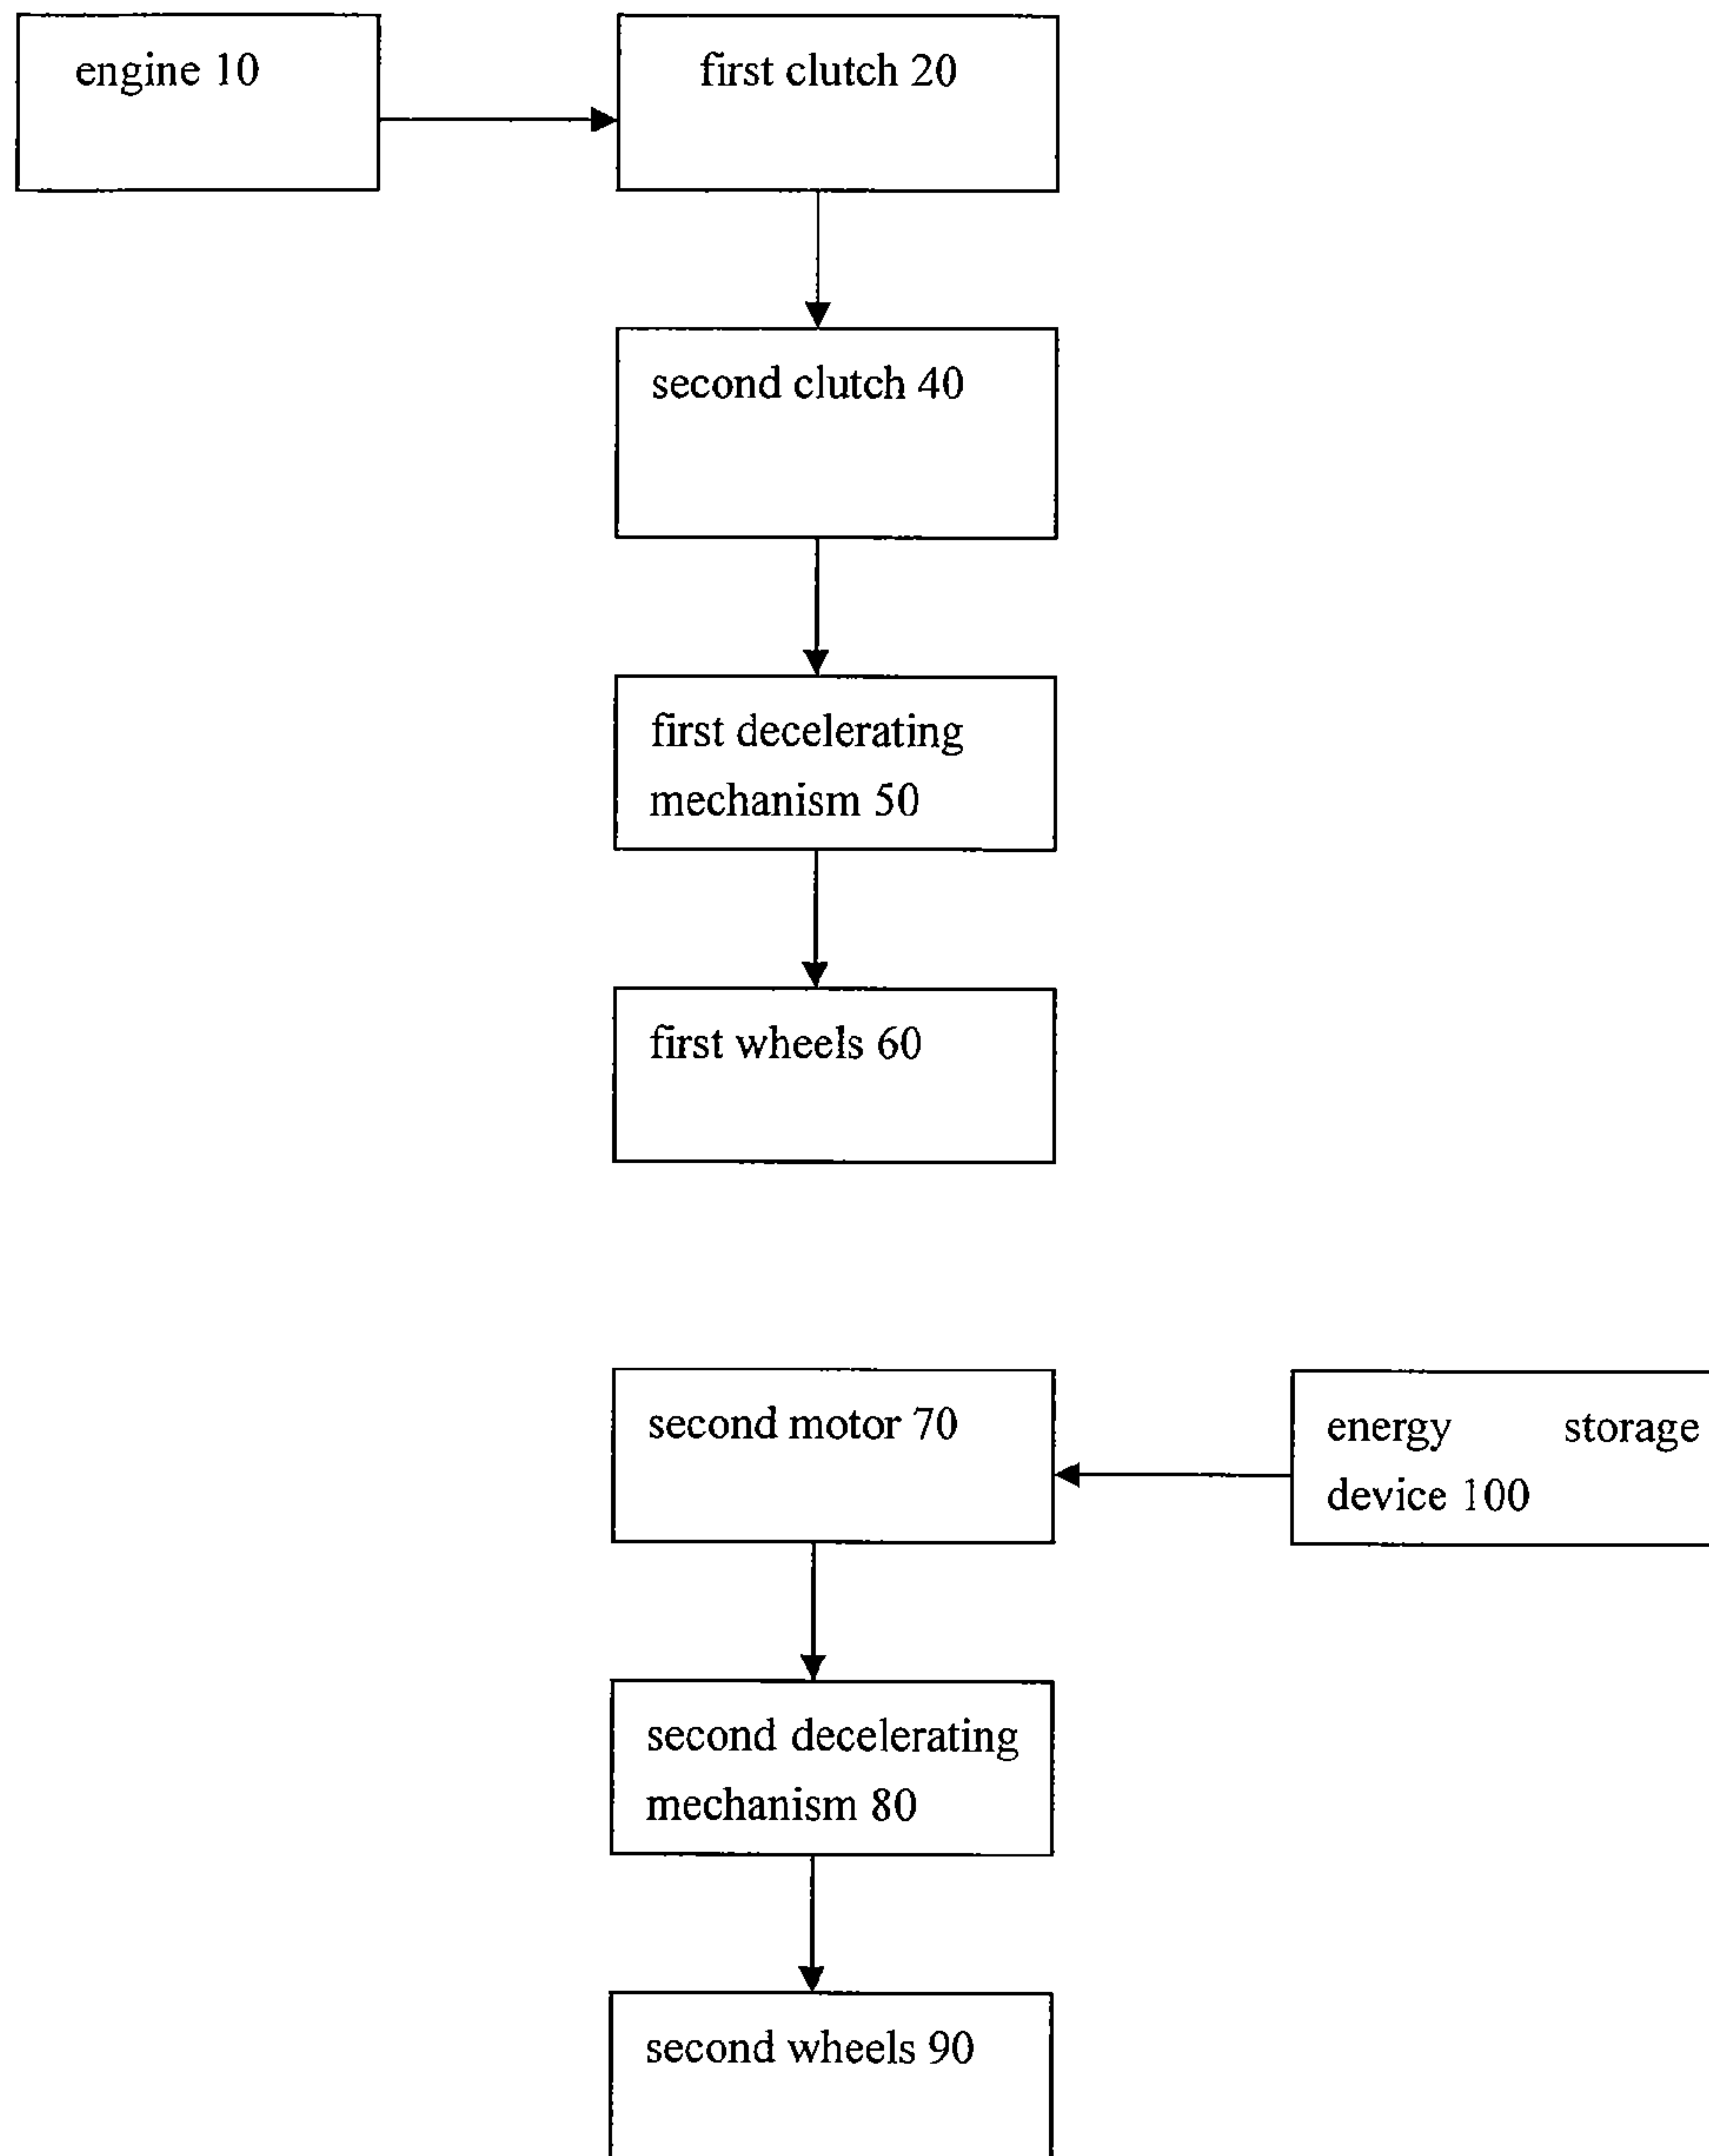 engine 10
first clutch 20
second clutch 40
first decelerating
mechanism 50
first wheels 60
second motor 70
energy storage
device 100
second decelerating
mechanism 80
second wheels 90